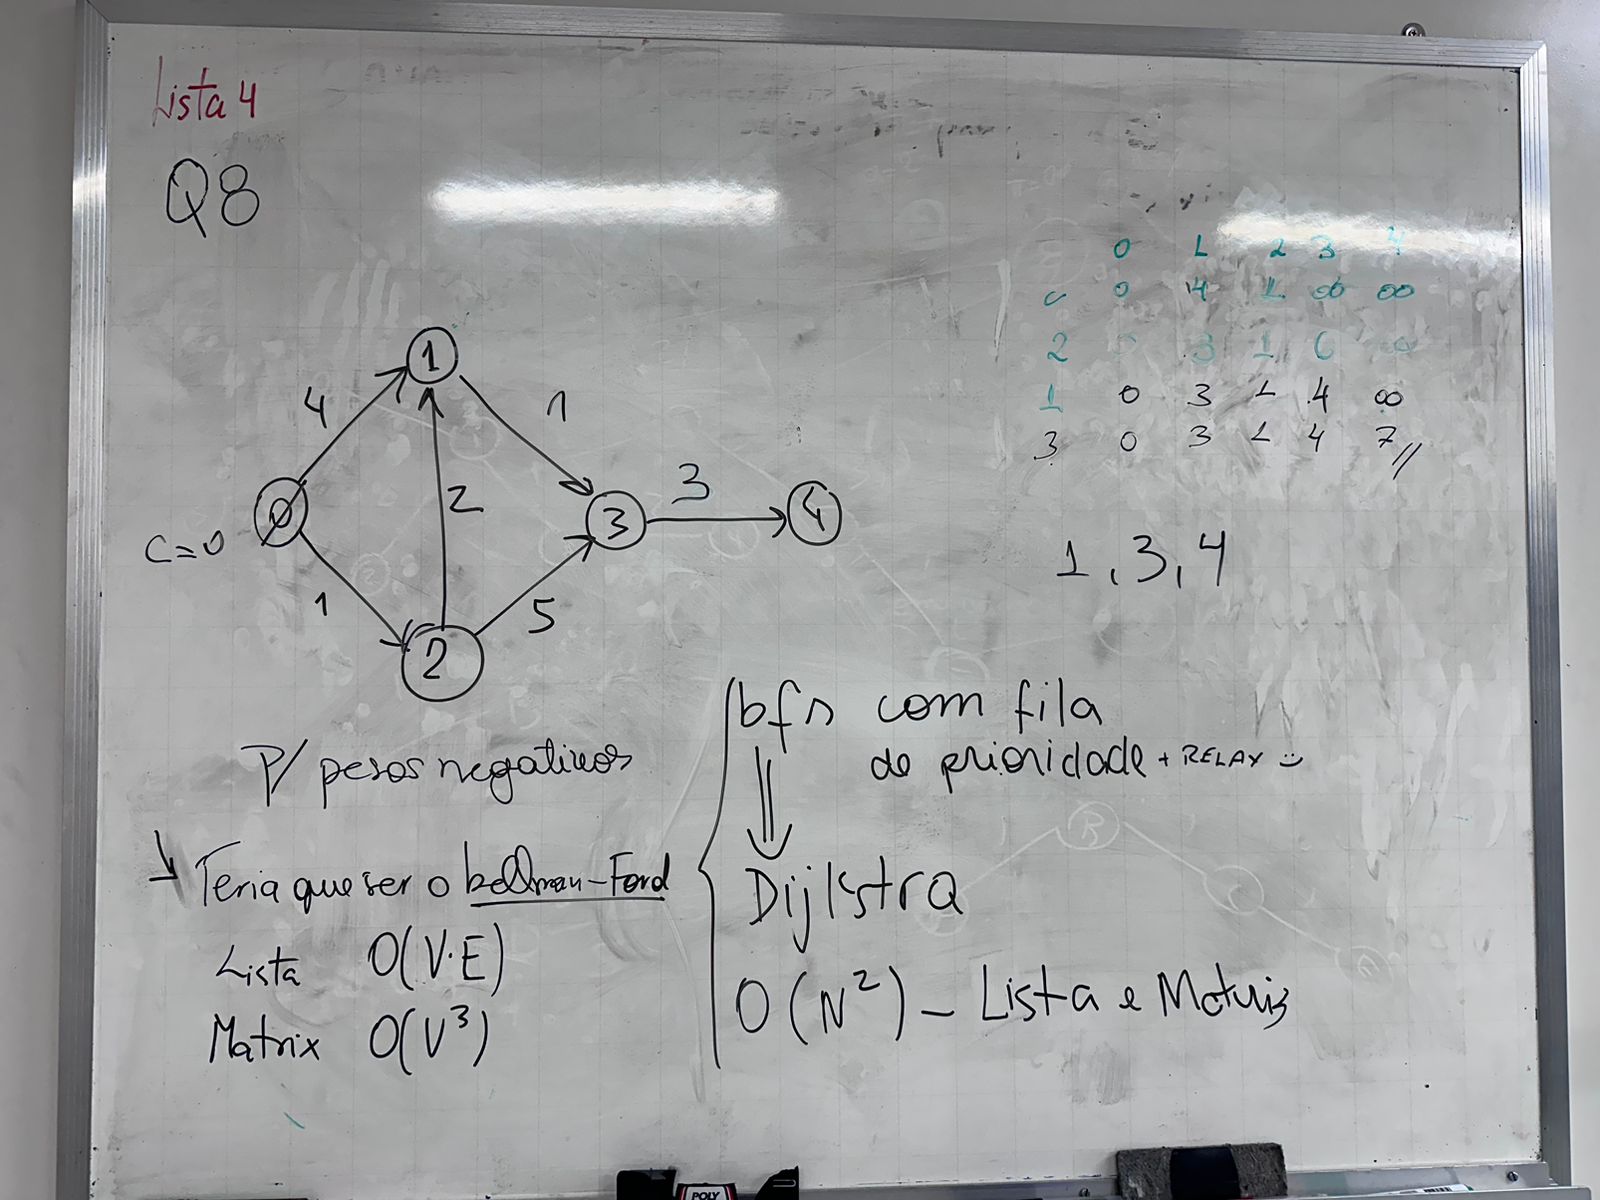 Lista 4
Q8
0 1 2 3 4
0 0 4 1 ∞ ∞
2 0 3 1 6 ∞
1 0 3 1 4 ∞
3 0 3 1 4 7 //
1
4 1
0 2 3 3 4
C=0
1 5
2
1, 3, 4
P/ pesos negativos
↳ Teria que ser o bellman-Ford
Lista O(V·E)
Matrix O(V³)
bfs com fila
de prioridade + RELAX
Dijkstra
O(N²) – Lista e Matriz
POLY